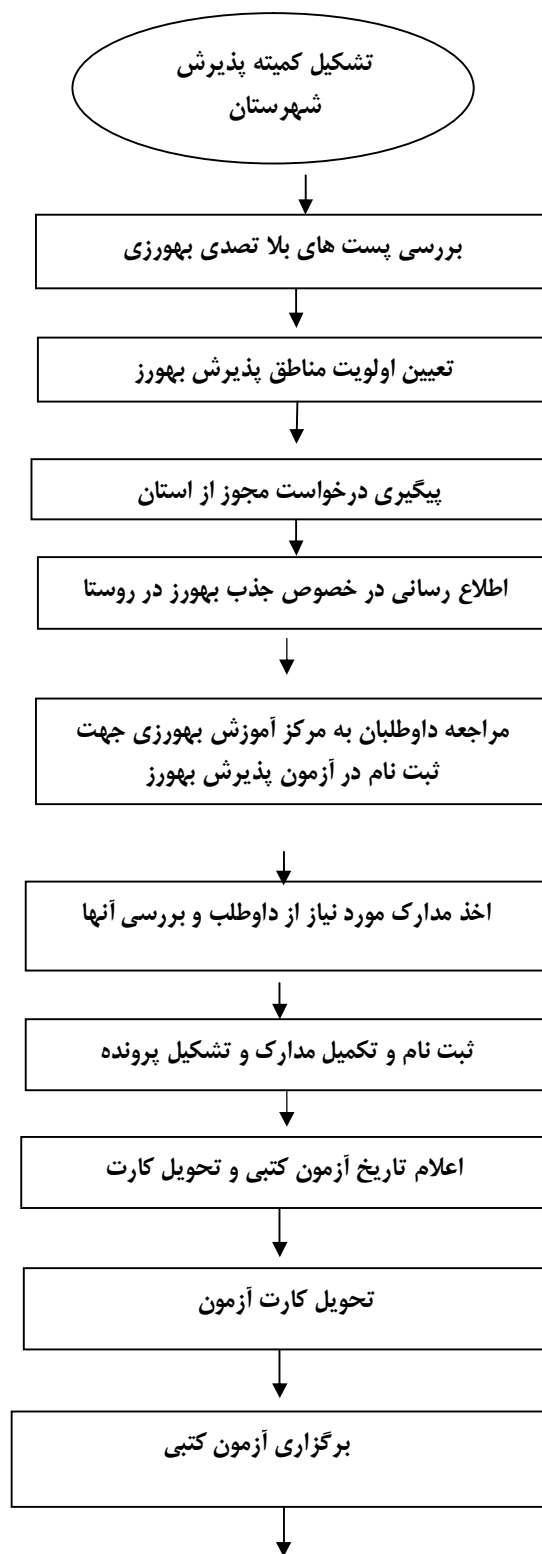 تشکیل کمیته پذیرش
شهرستان
بررسی پست های بلا تصدی بهورزی
تعیین اولویت مناطق پذیرش بهورز
پیگیری درخواست مجوز از استان
اطلاع رسانی در خصوص جذب بهورز در روستا
مراجعه داوطلبان به مرکز آموزش بهورزی جهت
ثبت نام در آزمون پذیرش بهورز
اخذ مدارک مورد نیاز از داوطلب و بررسی آنها
ثبت نام و تکمیل مدارک و تشکیل پرونده
اعلام تاریخ آزمون کتبی و تحویل کارت
تحویل کارت آزمون
برگزاری آزمون کتبی